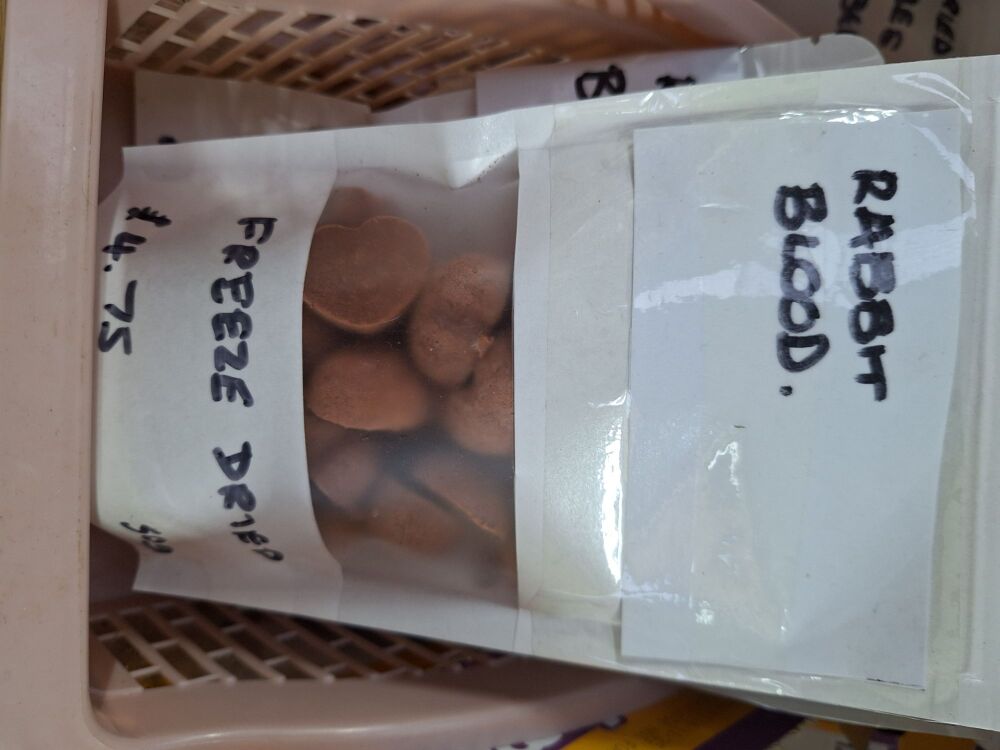 RABBIT
BLOOD.
FREEZE DRIED
£4.75